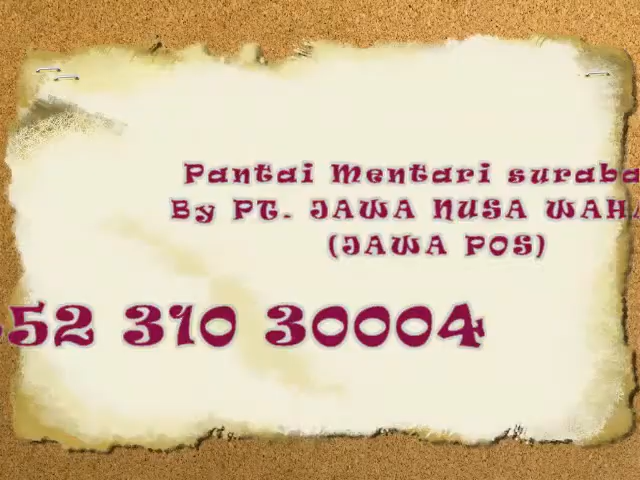 Pantai Mentari suraba
By PT. JAWA NUSA WAHA
(JAWA POS)
52 310 30004